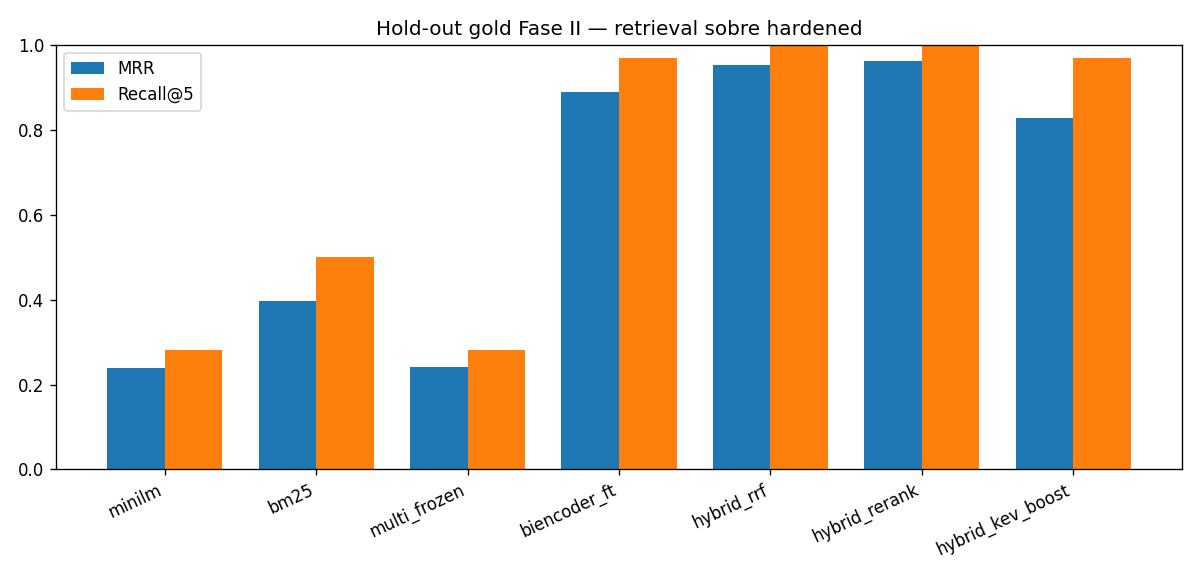 Hold-out gold Fase II — retrieval sobre hardened
MRR
Recall@5
1.0
0.8
0.6
0.4
0.2
0.0
minilm
bm25
multi_frozen
biencoder_ft
hybrid_rrf
hybrid_rerank
hybrid_kev_boost